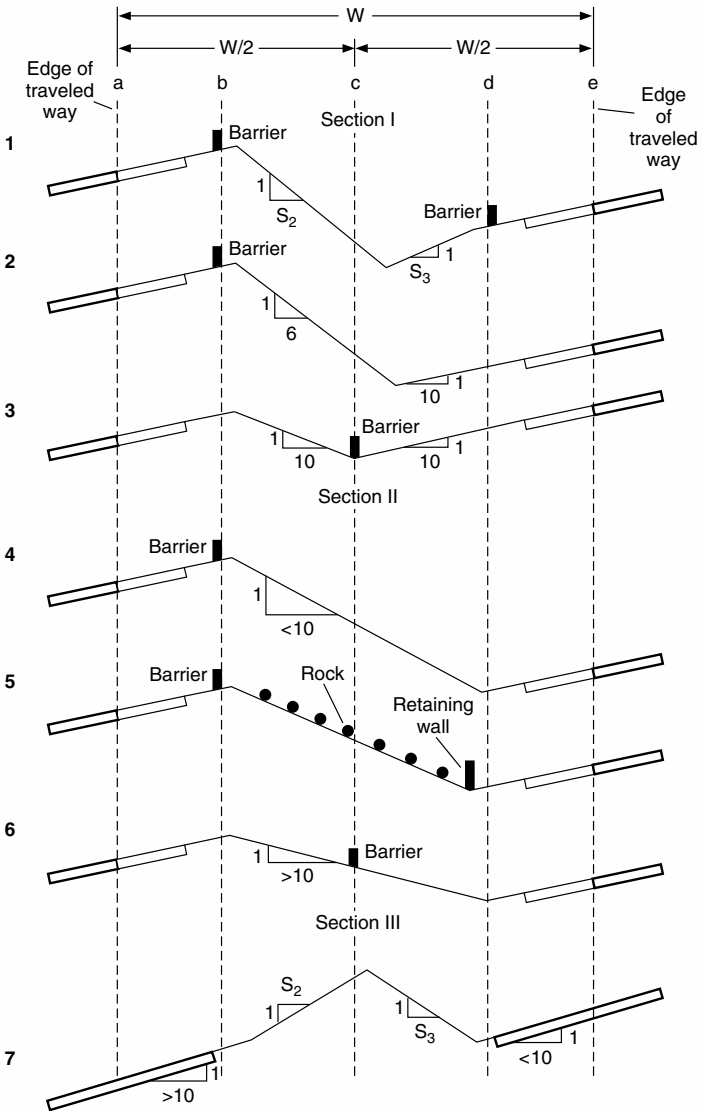 W
W/2 W/2
Edge of
traveled
way
a b c d e
Edge
of
traveled
way
Section I
1
Barrier
1
S2
Barrier
1
S3
2
Barrier
1
6
1
10
3
Barrier
1
10
1
10
Section II
4
Barrier
1
<10
5
Barrier
Rock
Retaining
wall
6
1
>10
Barrier
Section III
7
S2
1
1
S3
1
>10
1
<10